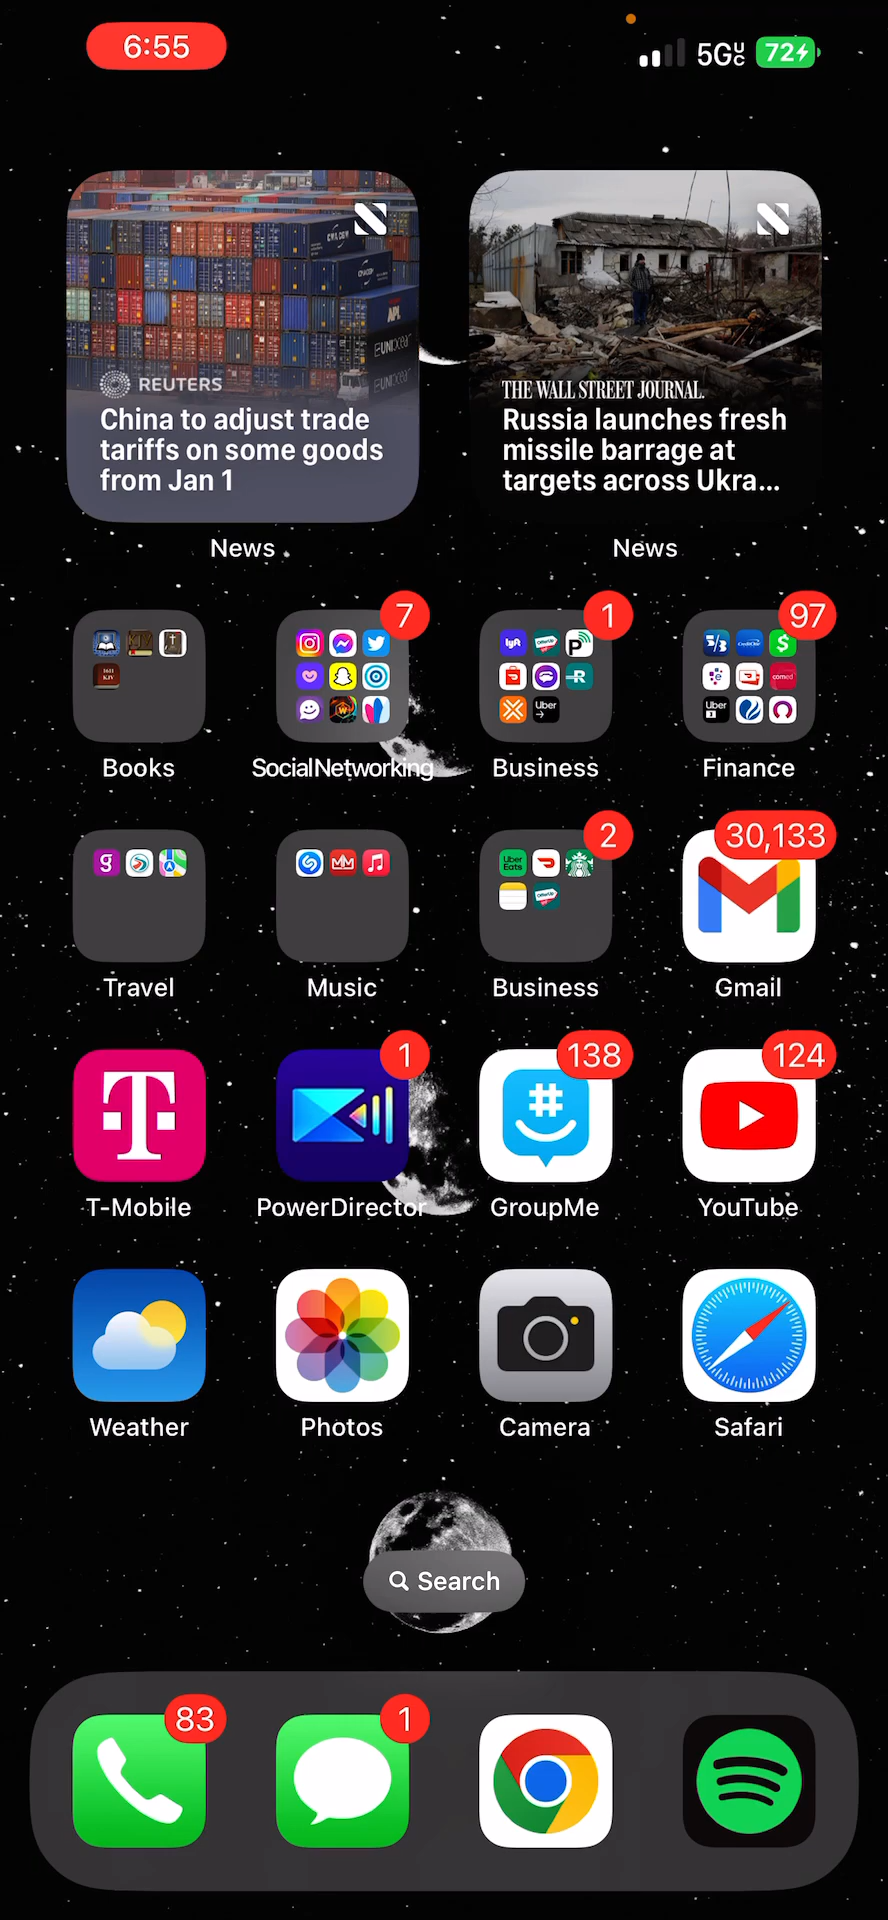 6:55
5GUC
72
REUTERS
China to adjust trade
tariffs on some goods
from Jan 1
THE WALL STREET JOURNAL.
Russia launches fresh
missile barrage at
targets across Ukra...
News
News
7
1
97
Books
SocialNetworking
Business
Finance
2
30,133
Travel
Music
Business
Gmail
1
138
124
T-Mobile
PowerDirector
GroupMe
YouTube
Weather
Photos
Camera
Safari
Search
83
1